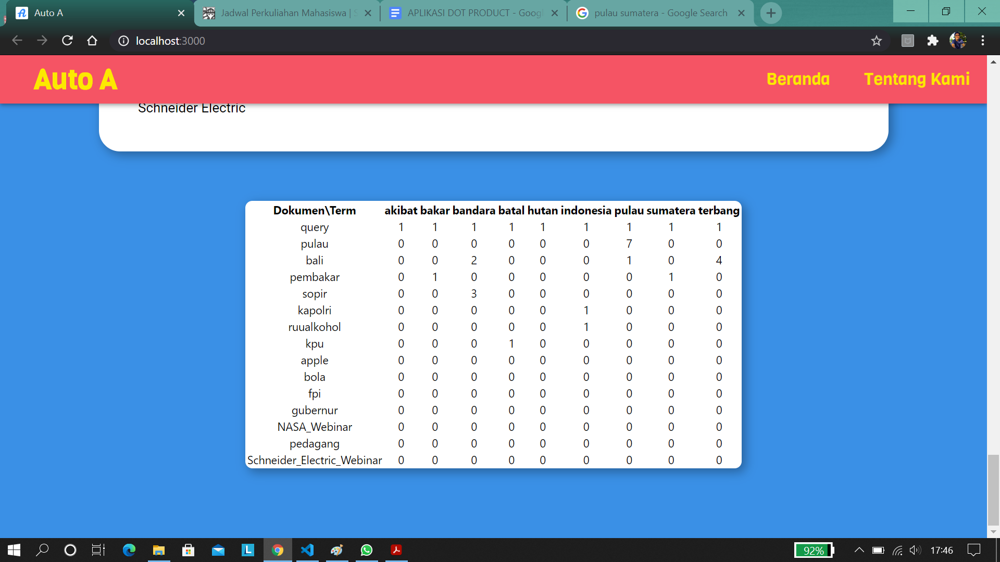 Auto A
Jadwal Perkuliahan Mahasiswa | S
APLIKASI DOT PRODUCT - Googl
pulau sumatera - Google Search
localhost:3000
Auto A
Beranda
Tentang Kami
Schneider Electric
Dokumen\Term akibat bakar bandara batal hutan indonesia pulau sumatera terbang
query 1 1 1 1 1 1 1 1 1
pulau 0 0 0 0 0 0 7 0 0
bali 0 0 2 0 0 0 1 0 4
pembakar 0 1 0 0 0 0 0 1 0
sopir 0 0 3 0 0 0 0 0 0
kapolri 0 0 0 0 0 1 0 0 0
ruualkohol 0 0 0 0 0 1 0 0 0
kpu 0 0 0 1 0 0 0 0 0
apple 0 0 0 0 0 0 0 0 0
bola 0 0 0 0 0 0 0 0 0
fpi 0 0 0 0 0 0 0 0 0
gubernur 0 0 0 0 0 0 0 0 0
NASA_Webinar 0 0 0 0 0 0 0 0 0
pedagang 0 0 0 0 0 0 0 0 0
Schneider_Electric_Webinar 0 0 0 0 0 0 0 0 0
92%
17:46